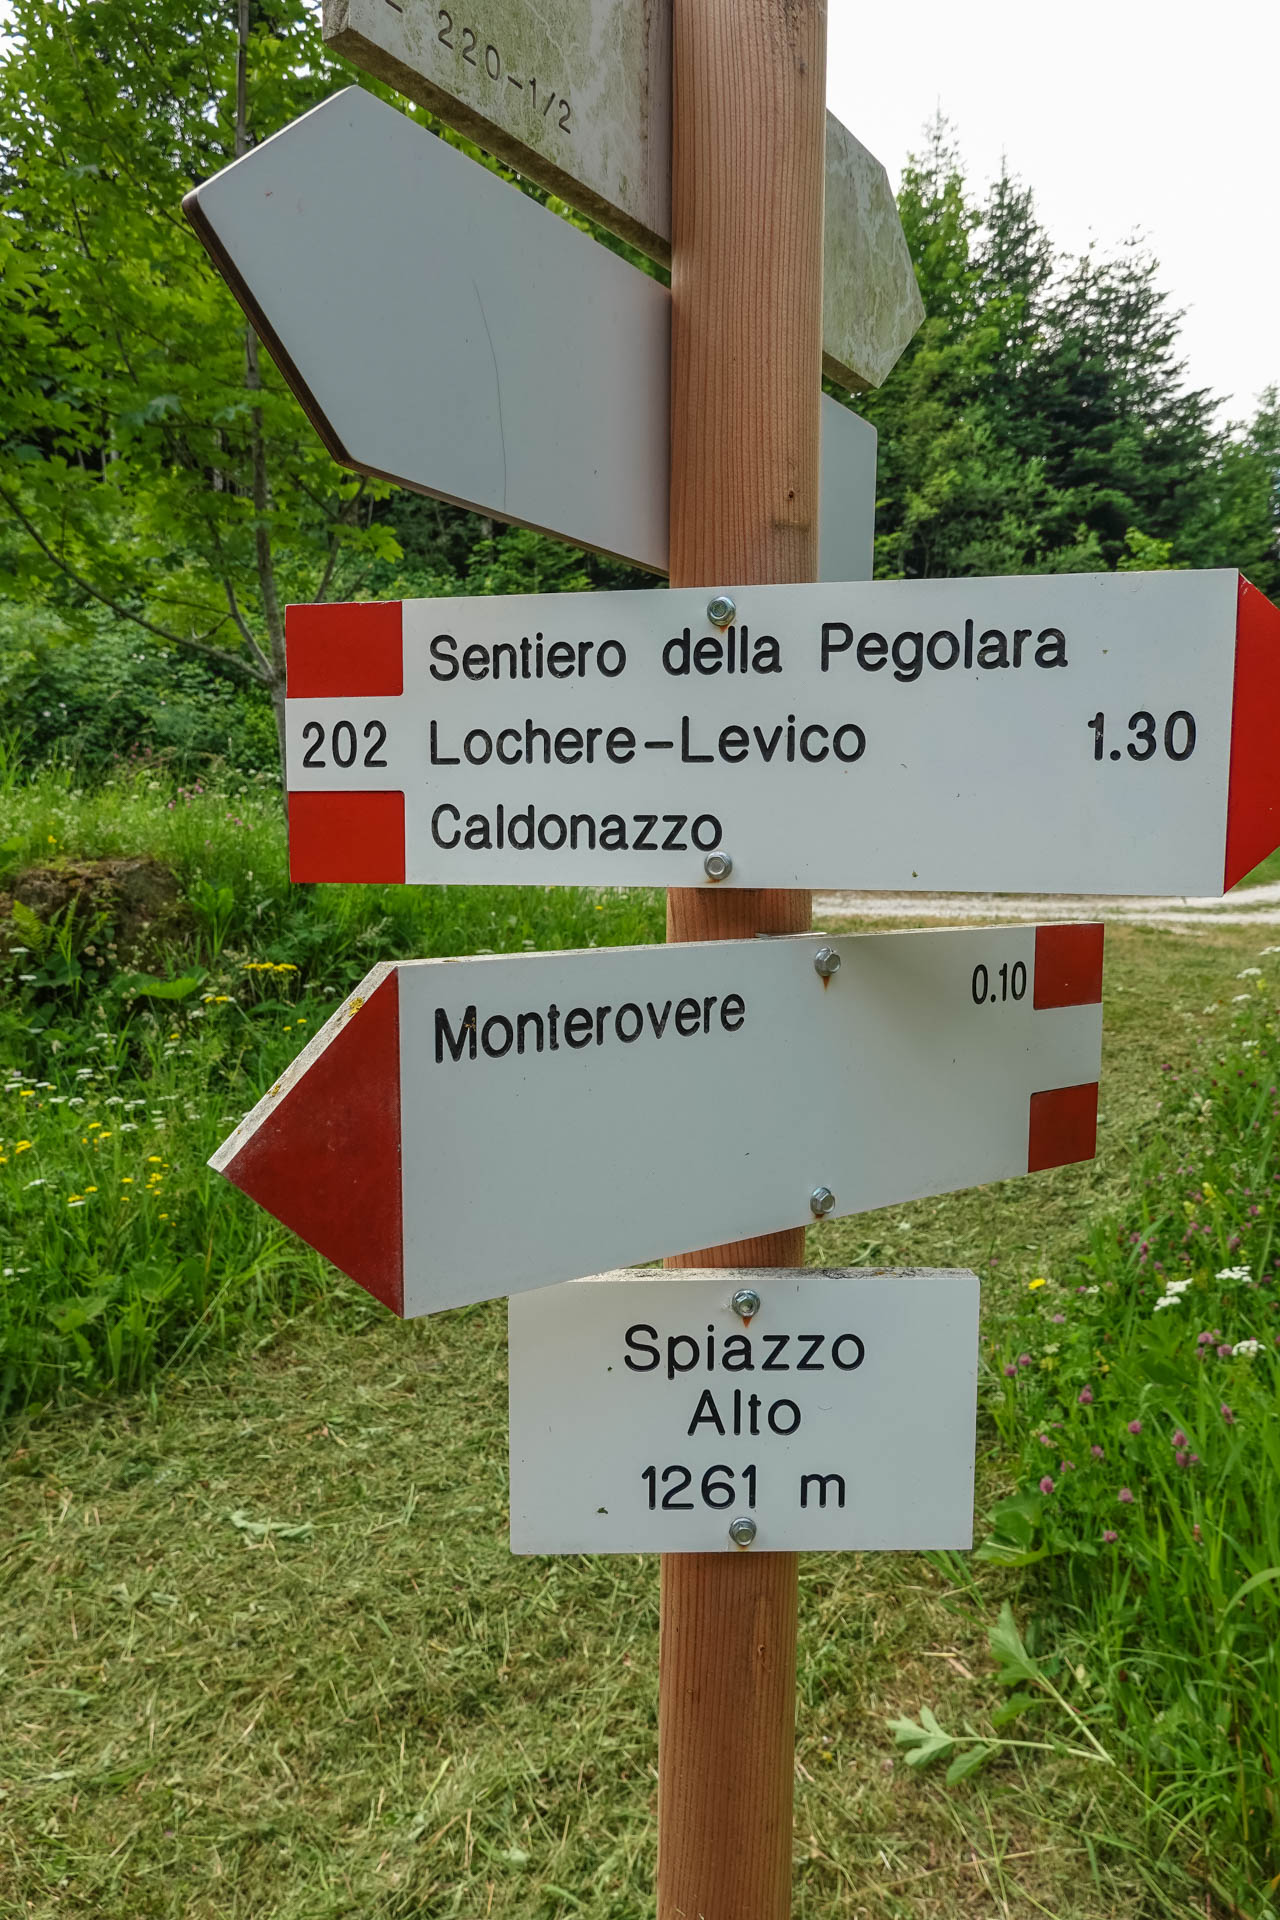 220-1/2
Sentiero della Pegolara
202 Lochere-Levico 1.30
Caldonazzo
Monterovere 0.10
Spiazzo
Alto
1261 m